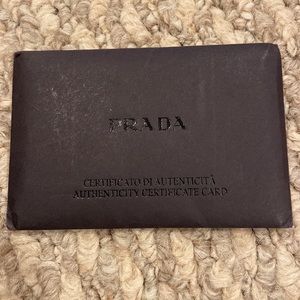 PRADA
CERTIFICATO DI AUTENTICITÀ
AUTHENTICITY CERTIFICATE CARD